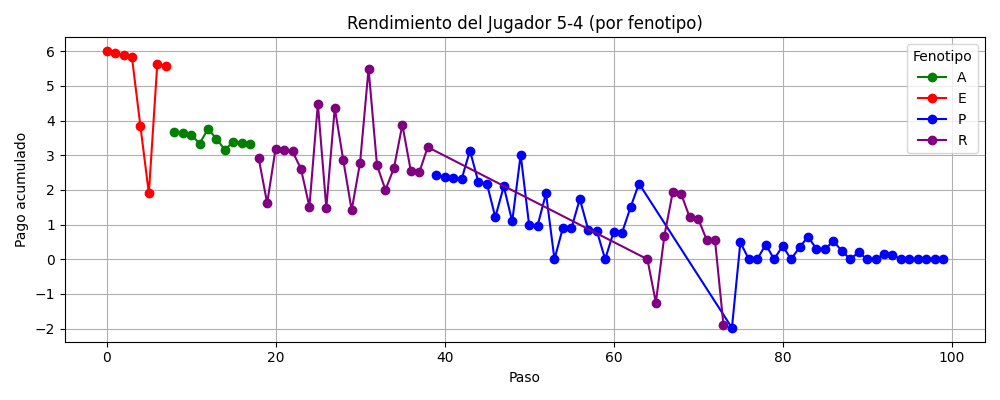 Rendimiento del Jugador 5-4 (por fenotipo)
Pago acumulado
6
5
4
3
2
1
0
−1
−2
0
20
40
60
80
100
Paso
Fenotipo
A
E
P
R